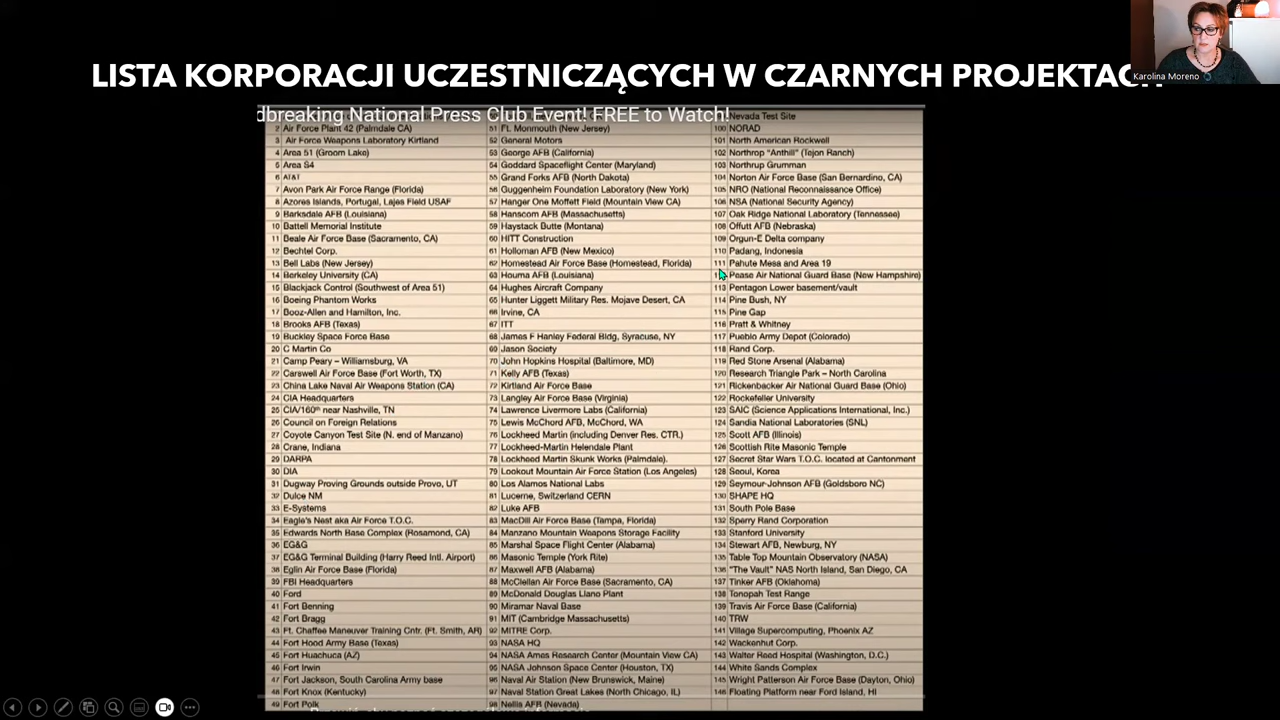 LISTA KORPORACJI UCZESTNICZĄCYCH W CZARNYCH PROJEKTACH
Karolina Moreno
dbreaking National Press Club Event! FREE to Watch!
2 Air Force Plant 42 (Palmdale CA)
3 Air Force Weapons Laboratory Kirtland
4 Area 51 (Groom Lake)
5 Area S4
6 AT&T
7 Avon Park Air Force Range (Florida)
8 Azores Islands, Portugal, Lajes Field USAF
9 Barksdale AFB (Louisiana)
10 Battell Memorial Institute
11 Beale Air Force Base (Sacramento, CA)
12 Bechtel Corp.
13 Bell Labs (New Jersey)
14 Berkeley University (CA)
15 Blackjack Control (Southwest of Area 51)
16 Boeing Phantom Works
17 Booz-Allen and Hamilton, Inc.
18 Brooks AFB (Texas)
19 Buckley Space Force Base
20 C Martin Co
21 Camp Peary – Williamsburg, VA
22 Carswell Air Force Base (Fort Worth, TX)
23 China Lake Naval Air Weapons Station (CA)
24 CIA Headquarters
25 CIA/160th near Nashville, TN
26 Council on Foreign Relations
27 Coyote Canyon Test Site (N. end of Manzano)
28 Crane, Indiana
29 DARPA
30 DIA
31 Dugway Proving Grounds outside Provo, UT
32 Dulce NM
33 E-Systems
34 Eagle's Nest aka Air Force T.O.C.
35 Edwards North Base Complex (Rosamond, CA)
36 EG&G
37 EG&G Terminal Building (Harry Reed Intl. Airport)
38 Eglin Air Force Base (Florida)
39 FBI Headquarters
40 Ford
41 Fort Benning
42 Fort Bragg
43 Ft. Chaffee Maneuver Training Cntr. (Ft. Smith, AR)
44 Fort Hood Army Base (Texas)
45 Fort Huachuca (AZ)
46 Fort Irwin
47 Fort Jackson, South Carolina Army base
48 Fort Knox (Kentucky)
49 Fort Polk
51 Ft. Monmouth (New Jersey)
52 General Motors
53 George AFB (California)
54 Goddard Spaceflight Center (Maryland)
55 Grand Forks AFB (North Dakota)
56 Guggenheim Foundation Laboratory (New York)
57 Hanger One Moffett Field (Mountain View CA)
58 Hanscom AFB (Massachusetts)
59 Haystack Butte (Montana)
60 HITT Construction
61 Holloman AFB (New Mexico)
62 Homestead Air Force Base (Homestead, Florida)
63 Houma AFB (Louisiana)
64 Hughes Aircraft Company
65 Hunter Liggett Military Res. Mojave Desert, CA
66 Irvine, CA
67 ITT
68 James F Hanley Federal Bldg, Syracuse, NY
69 Jason Society
70 John Hopkins Hospital (Baltimore, MD)
71 Kelly AFB (Texas)
72 Kirtland Air Force Base
73 Langley Air Force Base (Virginia)
74 Lawrence Livermore Labs (California)
75 Lewis McChord AFB, McChord, WA
76 Lockheed Martin (including Denver Res. CTR.)
77 Lockheed-Martin Helendale Plant
78 Lockheed Martin Skunk Works (Palmdale).
79 Lookout Mountain Air Force Station (Los Angeles)
80 Los Alamos National Labs
81 Lucerne, Switzerland CERN
82 Luke AFB
83 MacDill Air Force Base (Tampa, Florida)
84 Manzano Mountain Weapons Storage Facility
85 Marshal Space Flight Center (Alabama)
86 Masonic Temple (York Rite)
87 Maxwell AFB (Alabama)
88 McClellan Air Force Base (Sacramento, CA)
89 McDonald Douglas Llano Plant
90 Miramar Naval Base
91 MIT (Cambridge Massachusetts)
92 MITRE Corp.
93 NASA HQ
94 NASA Ames Research Center (Mountain View CA)
95 NASA Johnson Space Center (Houston, TX)
96 Naval Air Station (New Brunswick, Maine)
97 Naval Station Great Lakes (North Chicago, IL)
98 Nellis AFB (Nevada)
Nevada Test Site
100 NORAD
101 North American Rockwell
102 Northrop "Anthill" (Tejon Ranch)
103 Northrup Grumman
104 Norton Air Force Base (San Bernardino, CA)
105 NRO (National Reconnaissance Office)
106 NSA (National Security Agency)
107 Oak Ridge National Laboratory (Tennessee)
108 Offutt AFB (Nebraska)
109 Orgun-E Delta company
110 Padang, Indonesia
111 Pahute Mesa and Area 19
Pease Air National Guard Base (New Hampshire)
113 Pentagon Lower basement/vault
114 Pine Bush, NY
115 Pine Gap
116 Pratt & Whitney
117 Pueblo Army Depot (Colorado)
118 Rand Corp.
119 Red Stone Arsenal (Alabama)
120 Research Triangle Park – North Carolina
121 Rickenbacker Air National Guard Base (Ohio)
122 Rockefeller University
123 SAIC (Science Applications International, Inc.)
124 Sandia National Laboratories (SNL)
125 Scott AFB (Illinois)
126 Scottish Rite Masonic Temple
127 Secret Star Wars T.O.C. located at Cantonment
128 Seoul, Korea
129 Seymour-Johnson AFB (Goldsboro NC)
130 SHAPE HQ
131 South Pole Base
132 Sperry Rand Corporation
133 Stanford University
134 Stewart AFB, Newburg, NY
135 Table Top Mountain Observatory (NASA)
136 "The Vault" NAS North Island, San Diego, CA
137 Tinker AFB (Oklahoma)
138 Tonopah Test Range
139 Travis Air Force Base (California)
140 TRW
141 Village Supercomputing, Phoenix AZ
142 Wackenhut Corp.
143 Walter Reed Hospital (Washington, D.C.)
144 White Sands Complex
145 Wright Patterson Air Force Base (Dayton, Ohio)
146 Floating Platform near Ford Island, HI